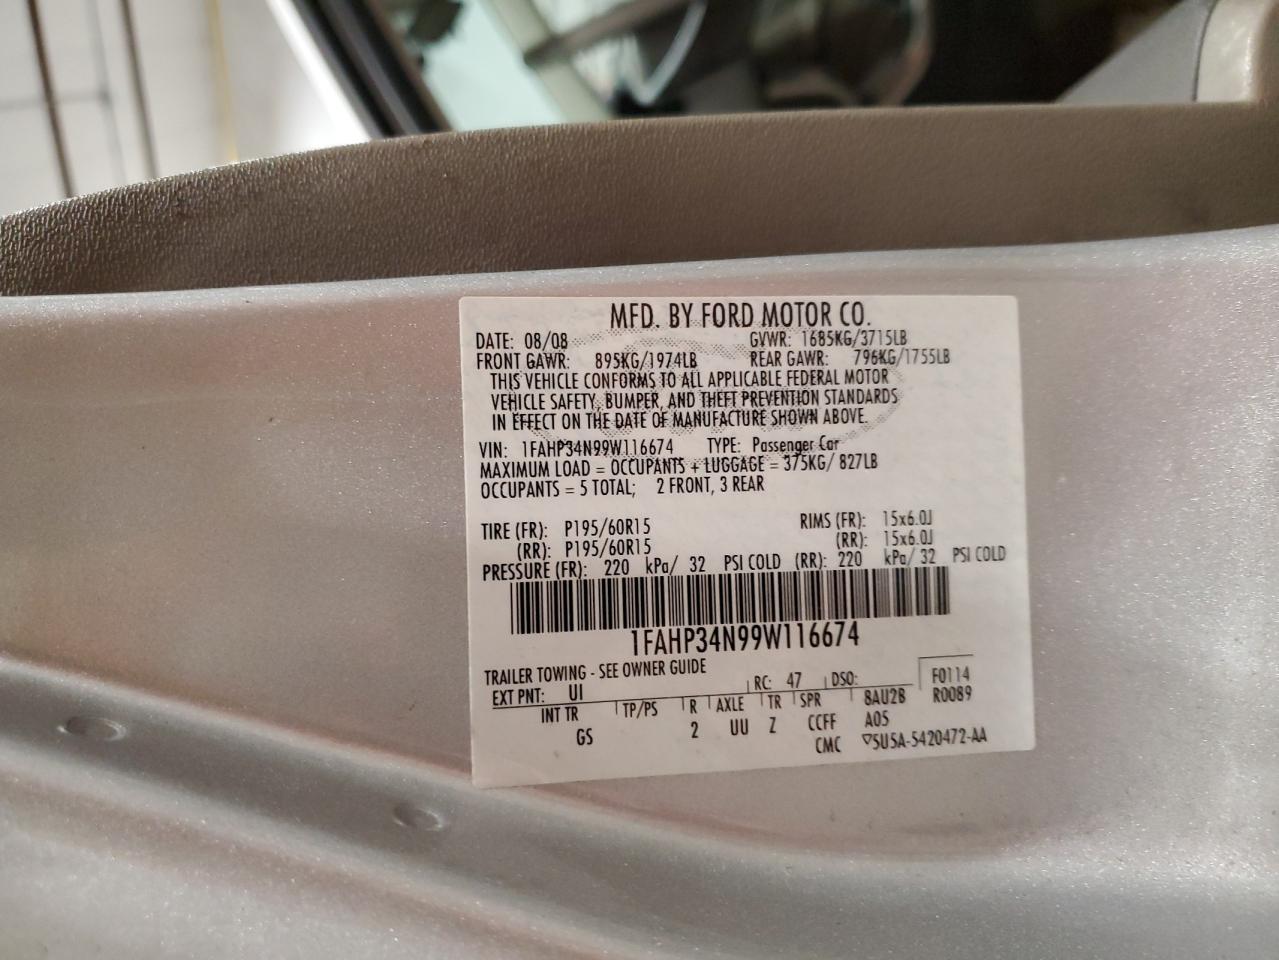 MFD. BY FORD MOTOR CO.
DATE: 08/08 GVWR: 1685KG/3715LB
FRONT GAWR: 895KG/1974LB REAR GAWR: 796KG/1755LB
THIS VEHICLE CONFORMS TO ALL APPLICABLE FEDERAL MOTOR
VEHICLE SAFETY, BUMPER, AND THEFT PREVENTION STANDARDS
IN EFFECT ON THE DATE OF MANUFACTURE SHOWN ABOVE.
VIN: 1FAHP34N99W116674 TYPE: Passenger Car
MAXIMUM LOAD = OCCUPANTS + LUGGAGE = 375KG/ 827LB
OCCUPANTS = 5 TOTAL; 2 FRONT, 3 REAR
TIRE (FR): P195/60R15 RIMS (FR): 15x6.0J
(RR): P195/60R15 (RR): 15x6.0J
PRESSURE (FR): 220 kPa/ 32 PSI COLD (RR): 220 kPa/ 32 PSI COLD
1FAHP34N99W116674
TRAILER TOWING - SEE OWNER GUIDE
EXT PNT: UI RC: 47 DSO: F0114
INT TR TP/PS R AXLE TR SPR 8AU2B R0089
GS 2 UU Z CCFF A05
CMC ▽5U5A-5420472-AA